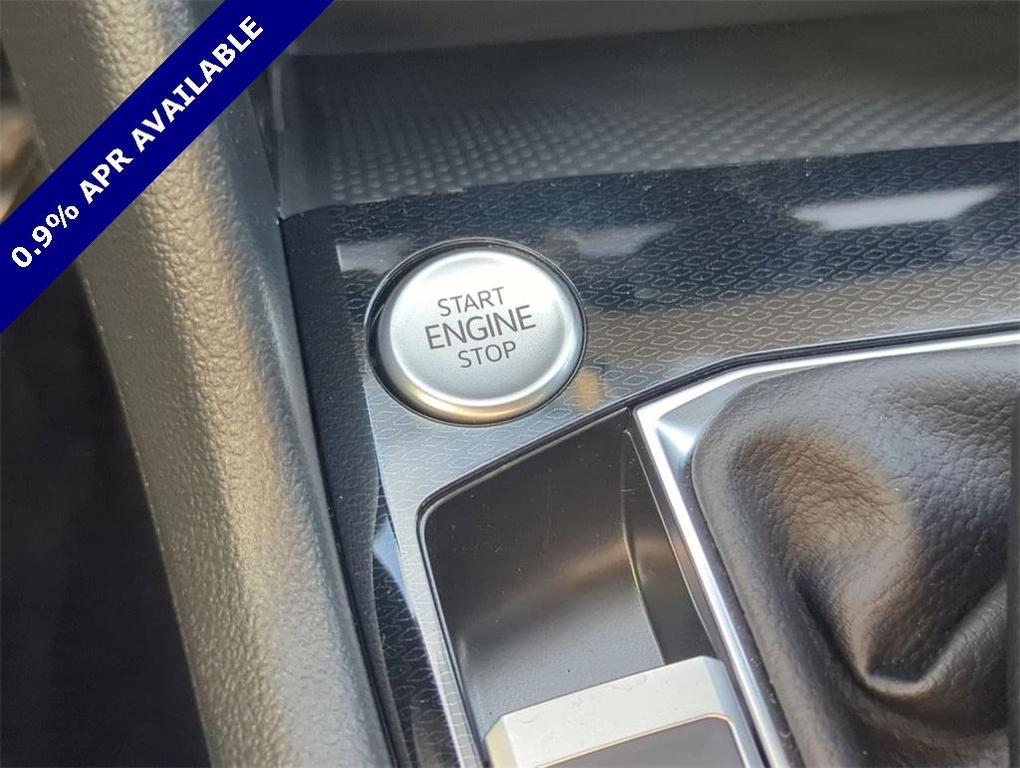 0.9% APR AVAILABLE
START
ENGINE
STOP